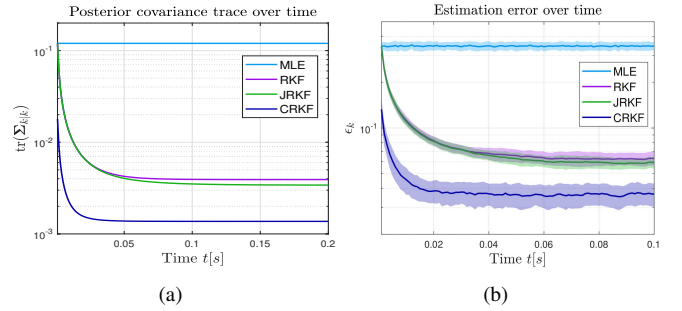 Posterior covariance trace over time
10^{-1}
10^{-2}
10^{-3}
tr(Σ_{k|k})
MLE
RKF
JRKF
CRKF
0.05
0.1
0.15
0.2
Time t[s]
(a)
Estimation error over time
10^{-1}
ϵ_k
MLE
RKF
JRKF
CRKF
0.02
0.04
0.06
0.08
0.1
Time t[s]
(b)